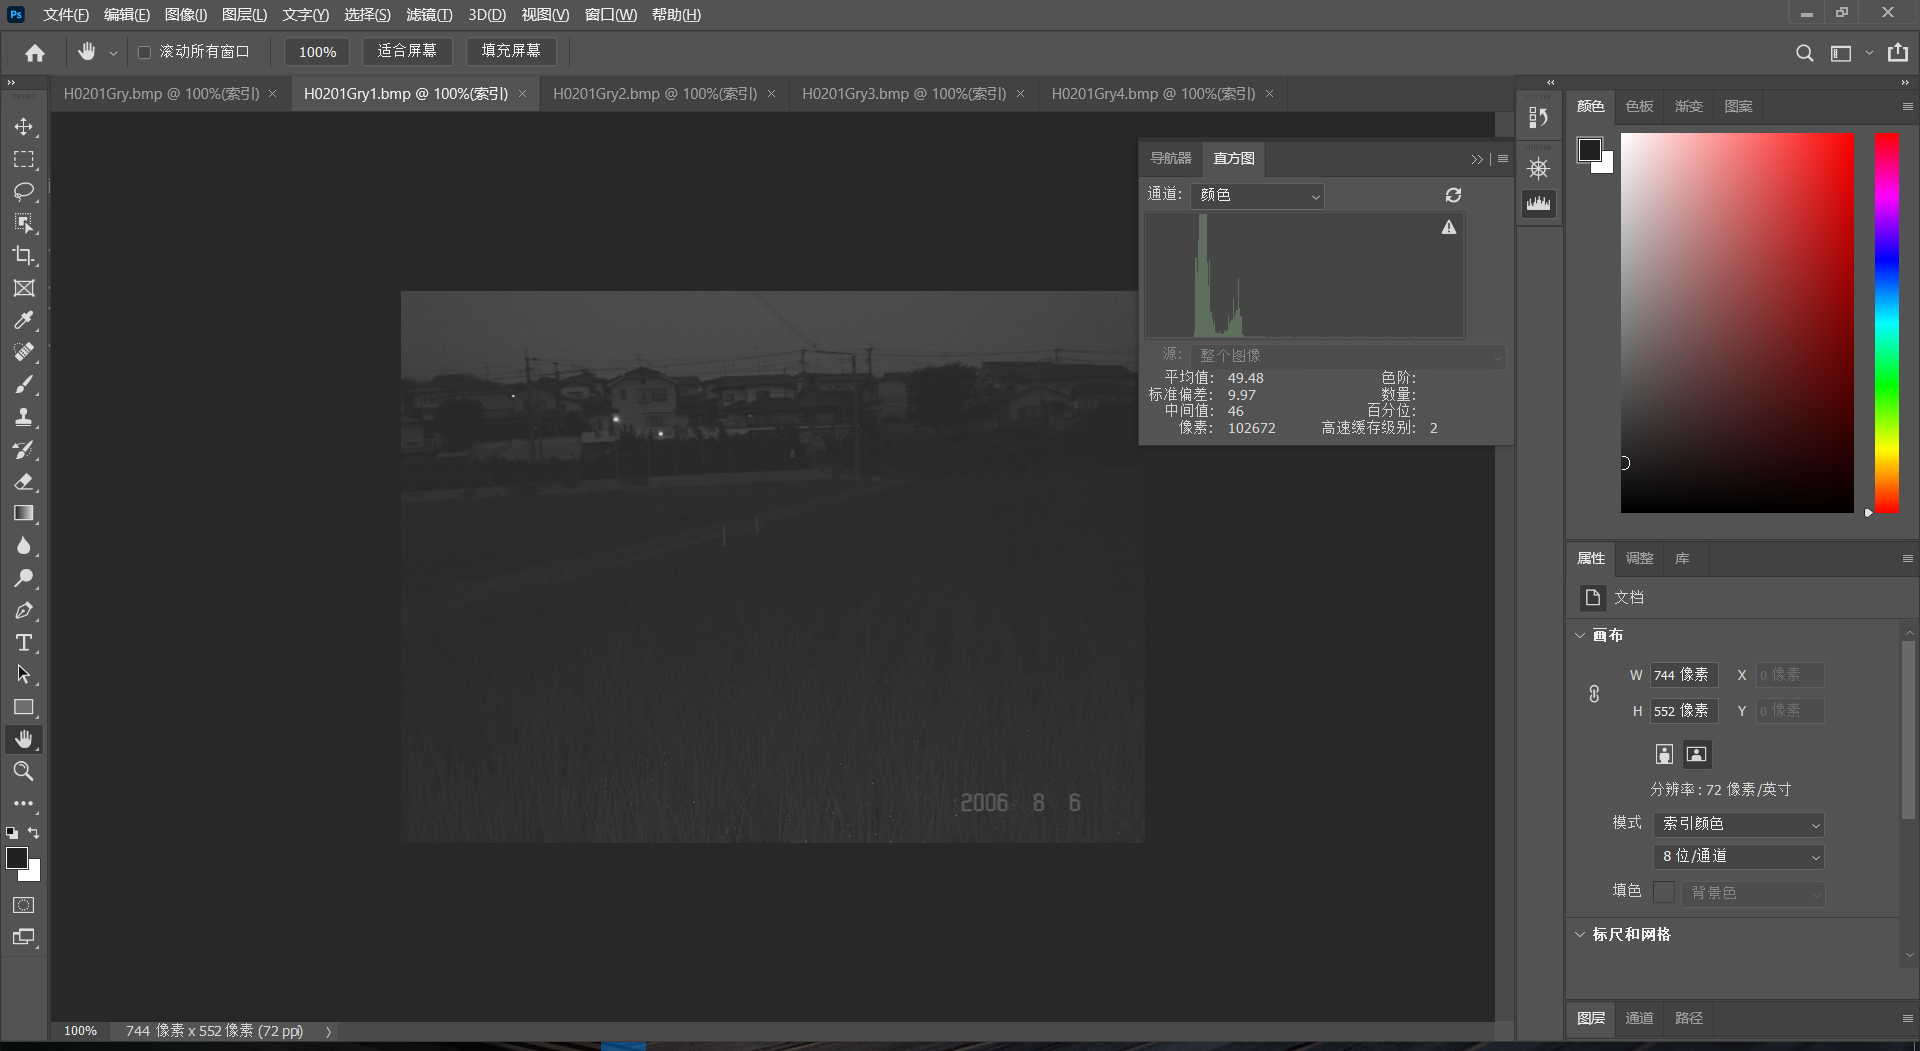 Ps 文件(F) 编辑(E) 图像(I) 图层(L) 文字(Y) 选择(S) 滤镜(T) 3D(D) 视图(V) 窗口(W) 帮助(H)
滚动所有窗口 100% 适合屏幕 填充屏幕
H0201Gry.bmp @ 100%(索引) × H0201Gry1.bmp @ 100%(索引) × H0201Gry2.bmp @ 100%(索引) × H0201Gry3.bmp @ 100%(索引) × H0201Gry4.bmp @ 100%(索引) ×
导航器 直方图
通道: 颜色
源: 整个图像
平均值: 49.48 色阶:
标准偏差: 9.97 数量:
中间值: 46 百分位:
像素: 102672 高速缓存级别: 2
2006 8 6
颜色 色板 渐变 图案
属性 调整 库
文档
画布
W 744 像素 X 0 像素
H 552 像素 Y 0 像素
分辨率: 72 像素/英寸
模式 索引颜色
8 位/通道
填色 背景色
标尺和网格
图层 通道 路径
100% 744 像素 x 552 像素 (72 ppi)